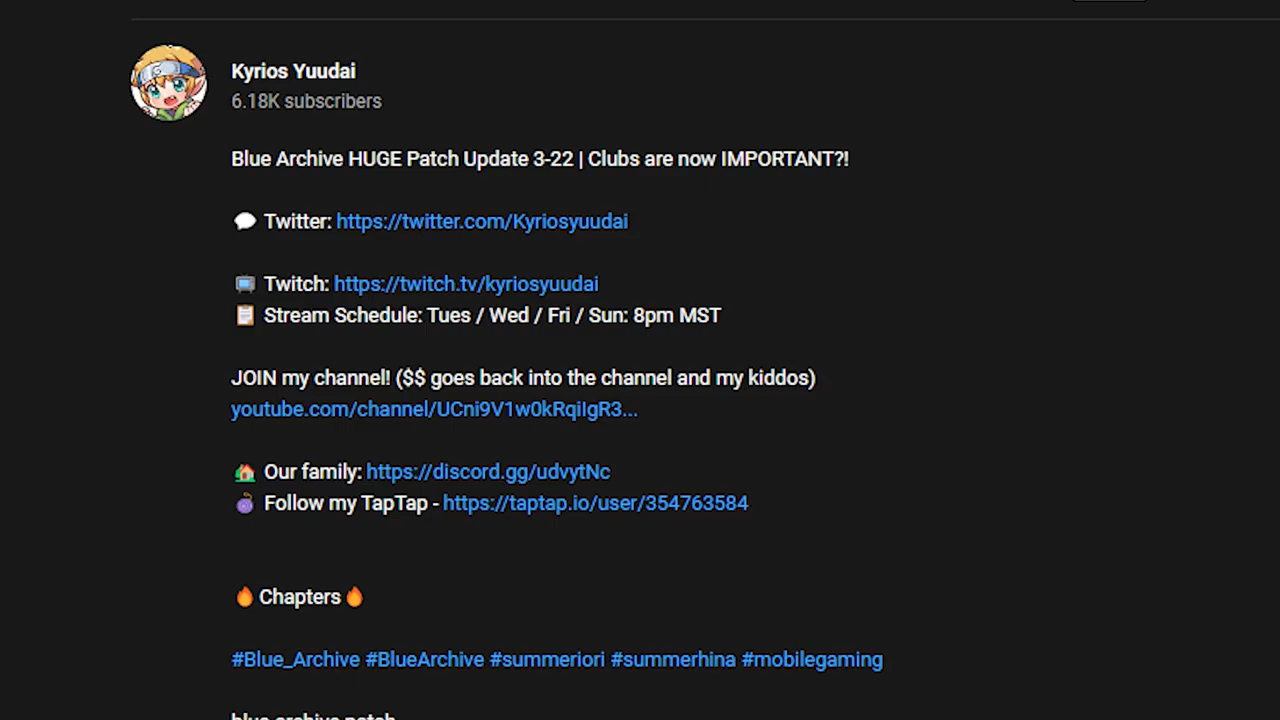 Kyrios Yuudai
6.18K subscribers
Blue Archive HUGE Patch Update 3-22 | Clubs are now IMPORTANT?!
💬 Twitter: https://twitter.com/Kyriosyuudai
📺 Twitch: https://twitch.tv/kyriosyuudai
📋 Stream Schedule: Tues / Wed / Fri / Sun: 8pm MST
JOIN my channel! ($$ goes back into the channel and my kiddos)
youtube.com/channel/UCni9V1w0kRqiIgR3...
🏡 Our family: https://discord.gg/udvytNc
Follow my TapTap - https://taptap.io/user/354763584
🔥 Chapters 🔥
#Blue_Archive #BlueArchive #summeriori #summerhina #mobilegaming
blue archive patch